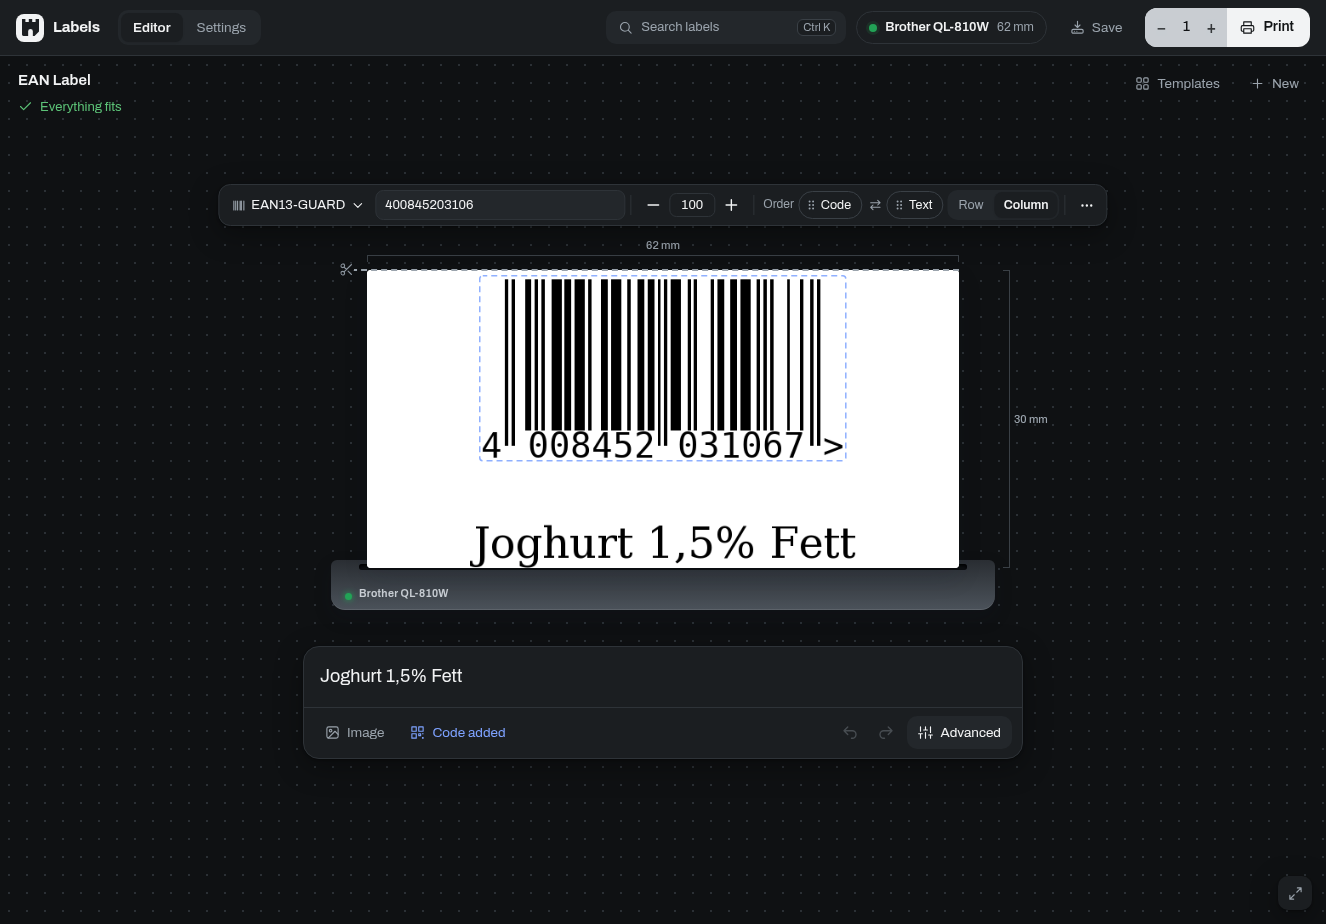 Labels Editor Settings Search labels Ctrl K Brother QL-810W 62 mm Save − 1 + Print
EAN Label
Templates + New
Everything fits
EAN13-GUARD 400845203106 − 100 + Order Code Text Row Column ...
62 mm
30 mm
4 008452 031067 >
Joghurt 1,5% Fett
Brother QL-810W
Joghurt 1,5% Fett
Image Code added Advanced